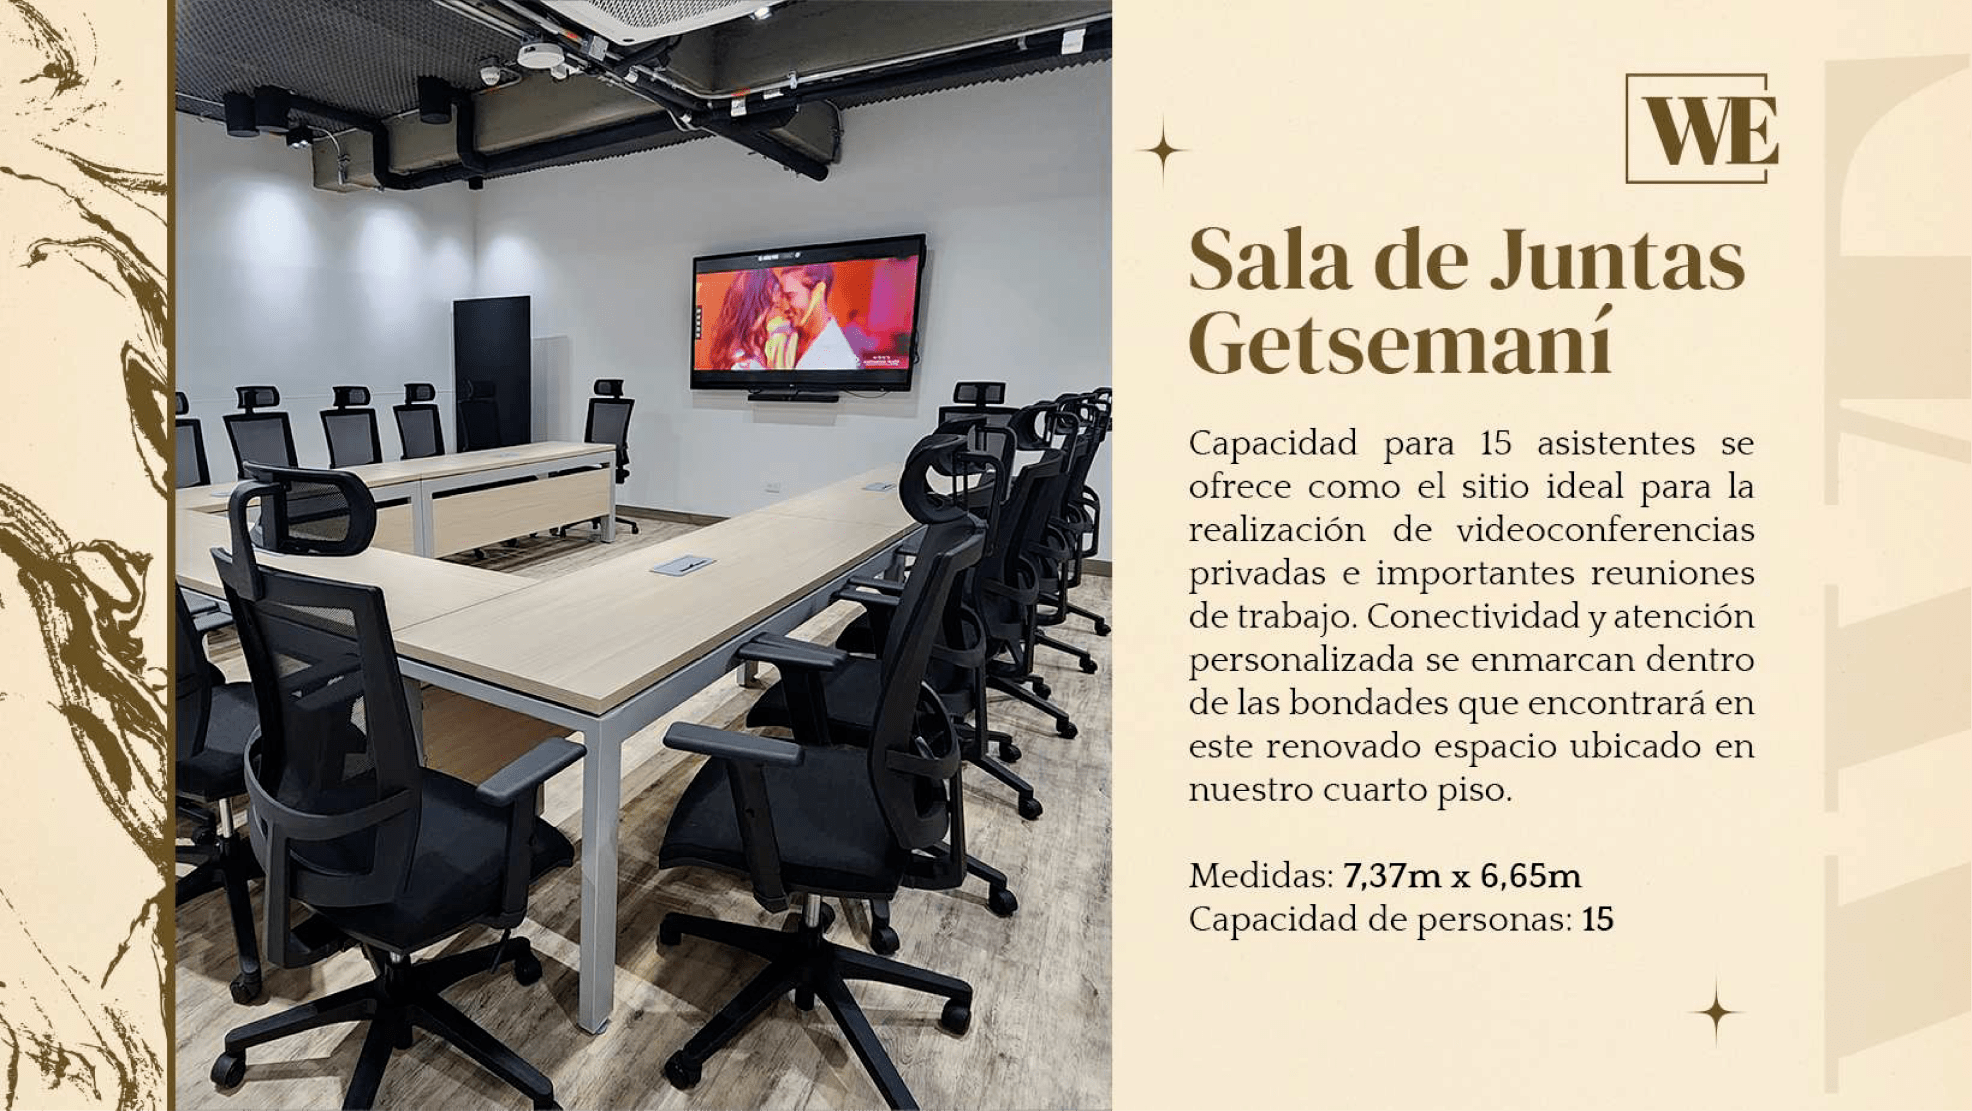 WE
Sala de Juntas
Getsemaní
Capacidad para 15 asistentes se
ofrece como el sitio ideal para la
realización de videoconferencias
privadas e importantes reuniones
de trabajo. Conectividad y atención
personalizada se enmarcan dentro
de las bondades que encontrará en
este renovado espacio ubicado en
nuestro cuarto piso.
Medidas: 7,37m x 6,65m
Capacidad de personas: 15